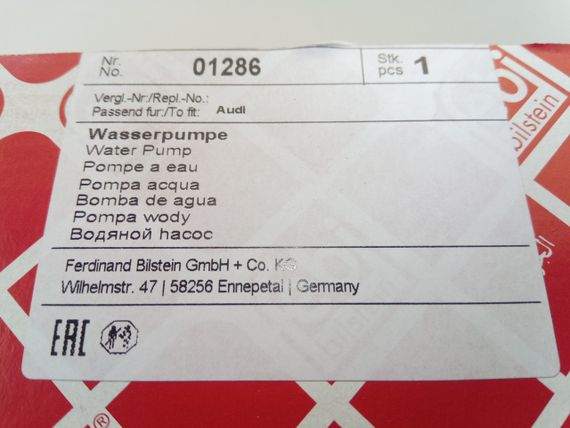 Nr.
No.
01286
Stk.
pcs
1
Vergl.-Nr:/Repl.-No.:
Passend fur:/To fit: Audi
Wasserpumpe
Water Pump
Pompe a eau
Pompa acqua
Bomba de agua
Pompa wody
Водяной насос
Ferdinand Bilstein GmbH + Co. KG
Wilhelmstr. 47 | 58256 Ennepetal | Germany
EAC
bilstein
bilstein
®